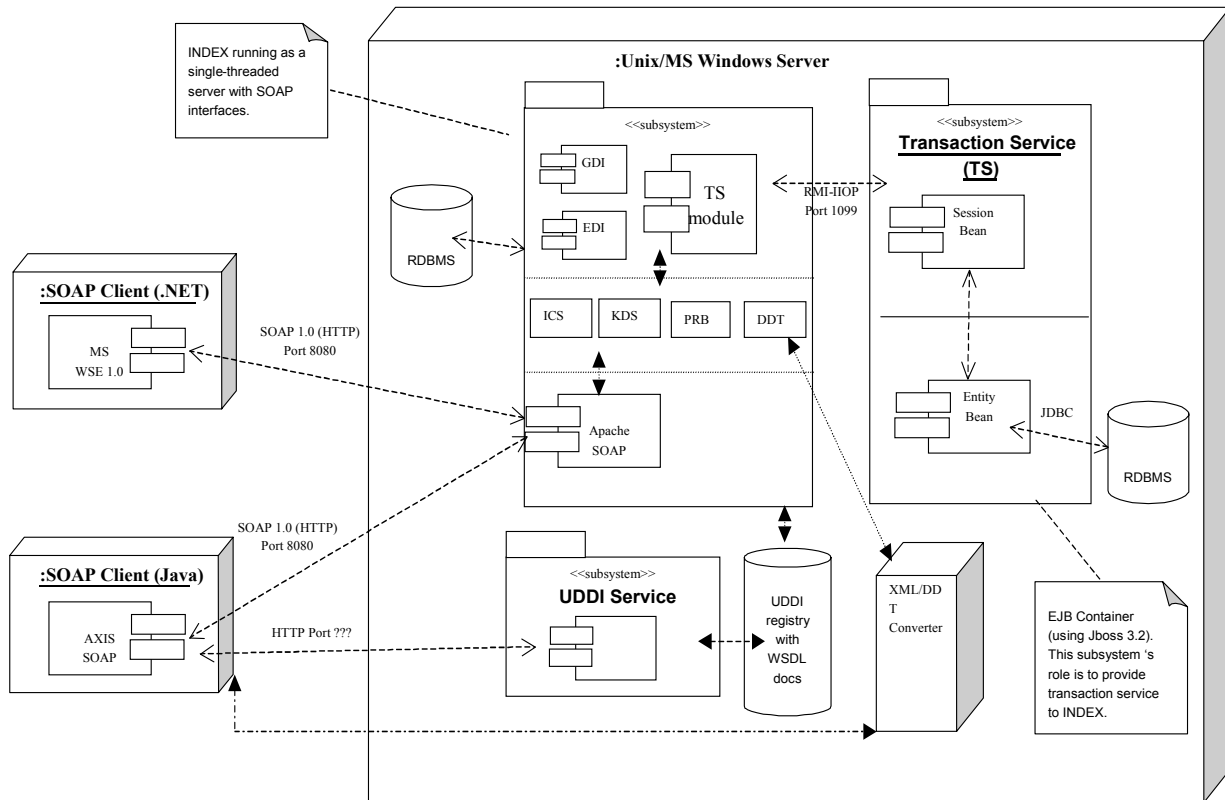 INDEX running as a
single-threaded
server with SOAP
interfaces.
:Unix/MS Windows Server
<<subsystem>>
GDI
EDI
TS
module
RDBMS
RMI-IIOP
Port 1099
<<subsystem>>
Transaction Service
(TS)
Session
Bean
Entity
Bean
JDBC
RDBMS
ICS
KDS
PRB
DDT
Apache
SOAP
:SOAP Client (.NET)
MS
WSE 1.0
SOAP 1.0 (HTTP)
Port 8080
SOAP 1.0 (HTTP)
Port 8080
:SOAP Client (Java)
AXIS
SOAP
HTTP Port ???
<<subsystem>>
UDDI Service
UDDI
registry
with
WSDL
docs
XML/DD
T
Converter
EJB Container
(using Jboss 3.2).
This subsystem ‘s
role is to provide
transaction service
to INDEX.